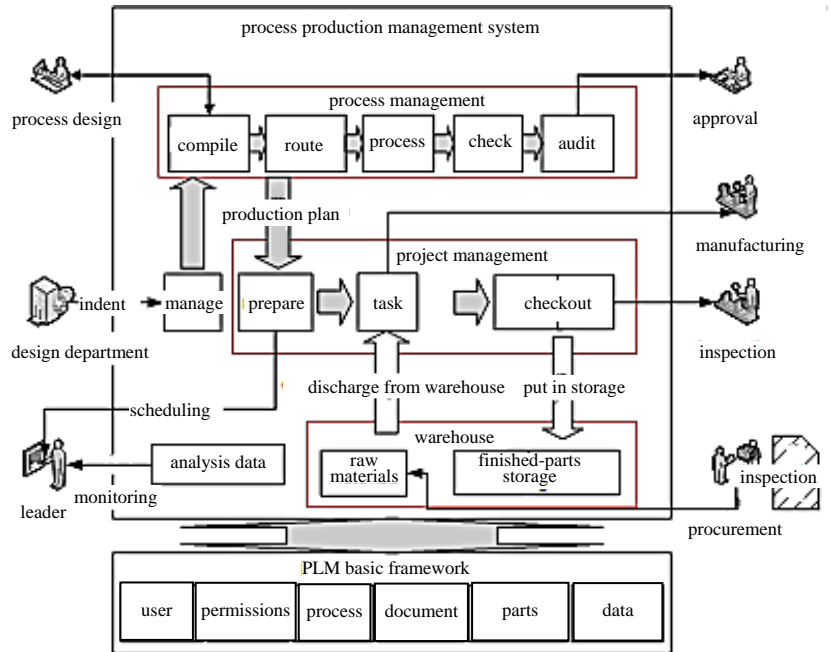 process production management system
process design
process management
approval
compile
route
process
check
audit
production plan
manufacturing
project management
indent
manage
prepare
task
checkout
design department
inspection
discharge from warehouse
put in storage
scheduling
warehouse
analysis data
raw
materials
finished-parts
storage
inspection
monitoring
leader
procurement
PLM basic framework
user
permissions
process
document
parts
data